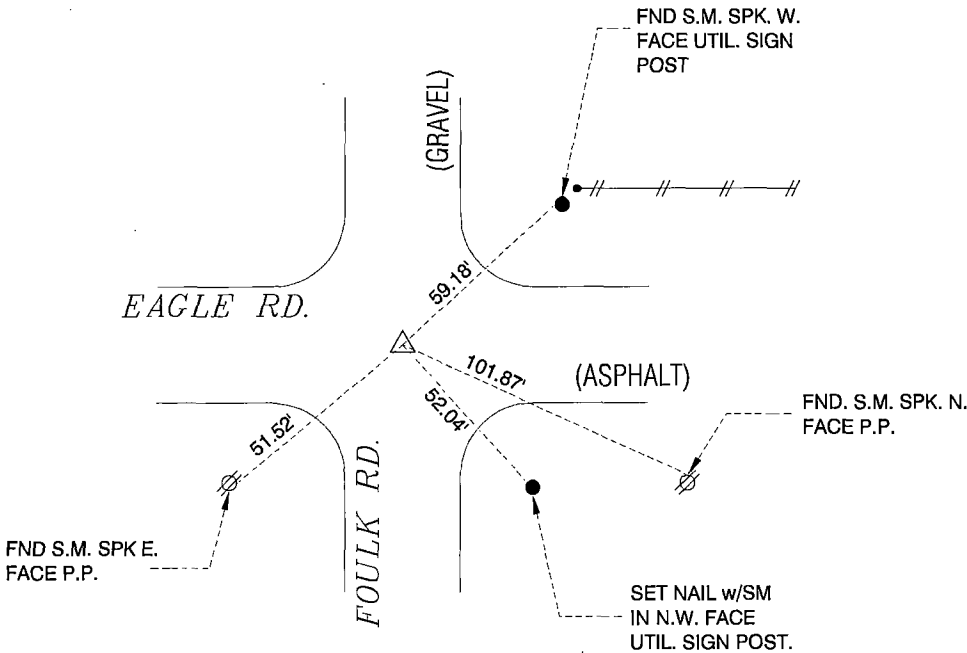 FND S.M. SPK. W.
FACE UTIL. SIGN
POST
(GRAVEL)
59.18'
EAGLE RD.
101.87'
(ASPHALT)
52.04'
51.52'
FND. S.M. SPK. N.
FACE P.P.
FOULK RD.
FND S.M. SPK E.
FACE P.P.
SET NAIL w/SM
IN N.W. FACE
UTIL. SIGN POST.